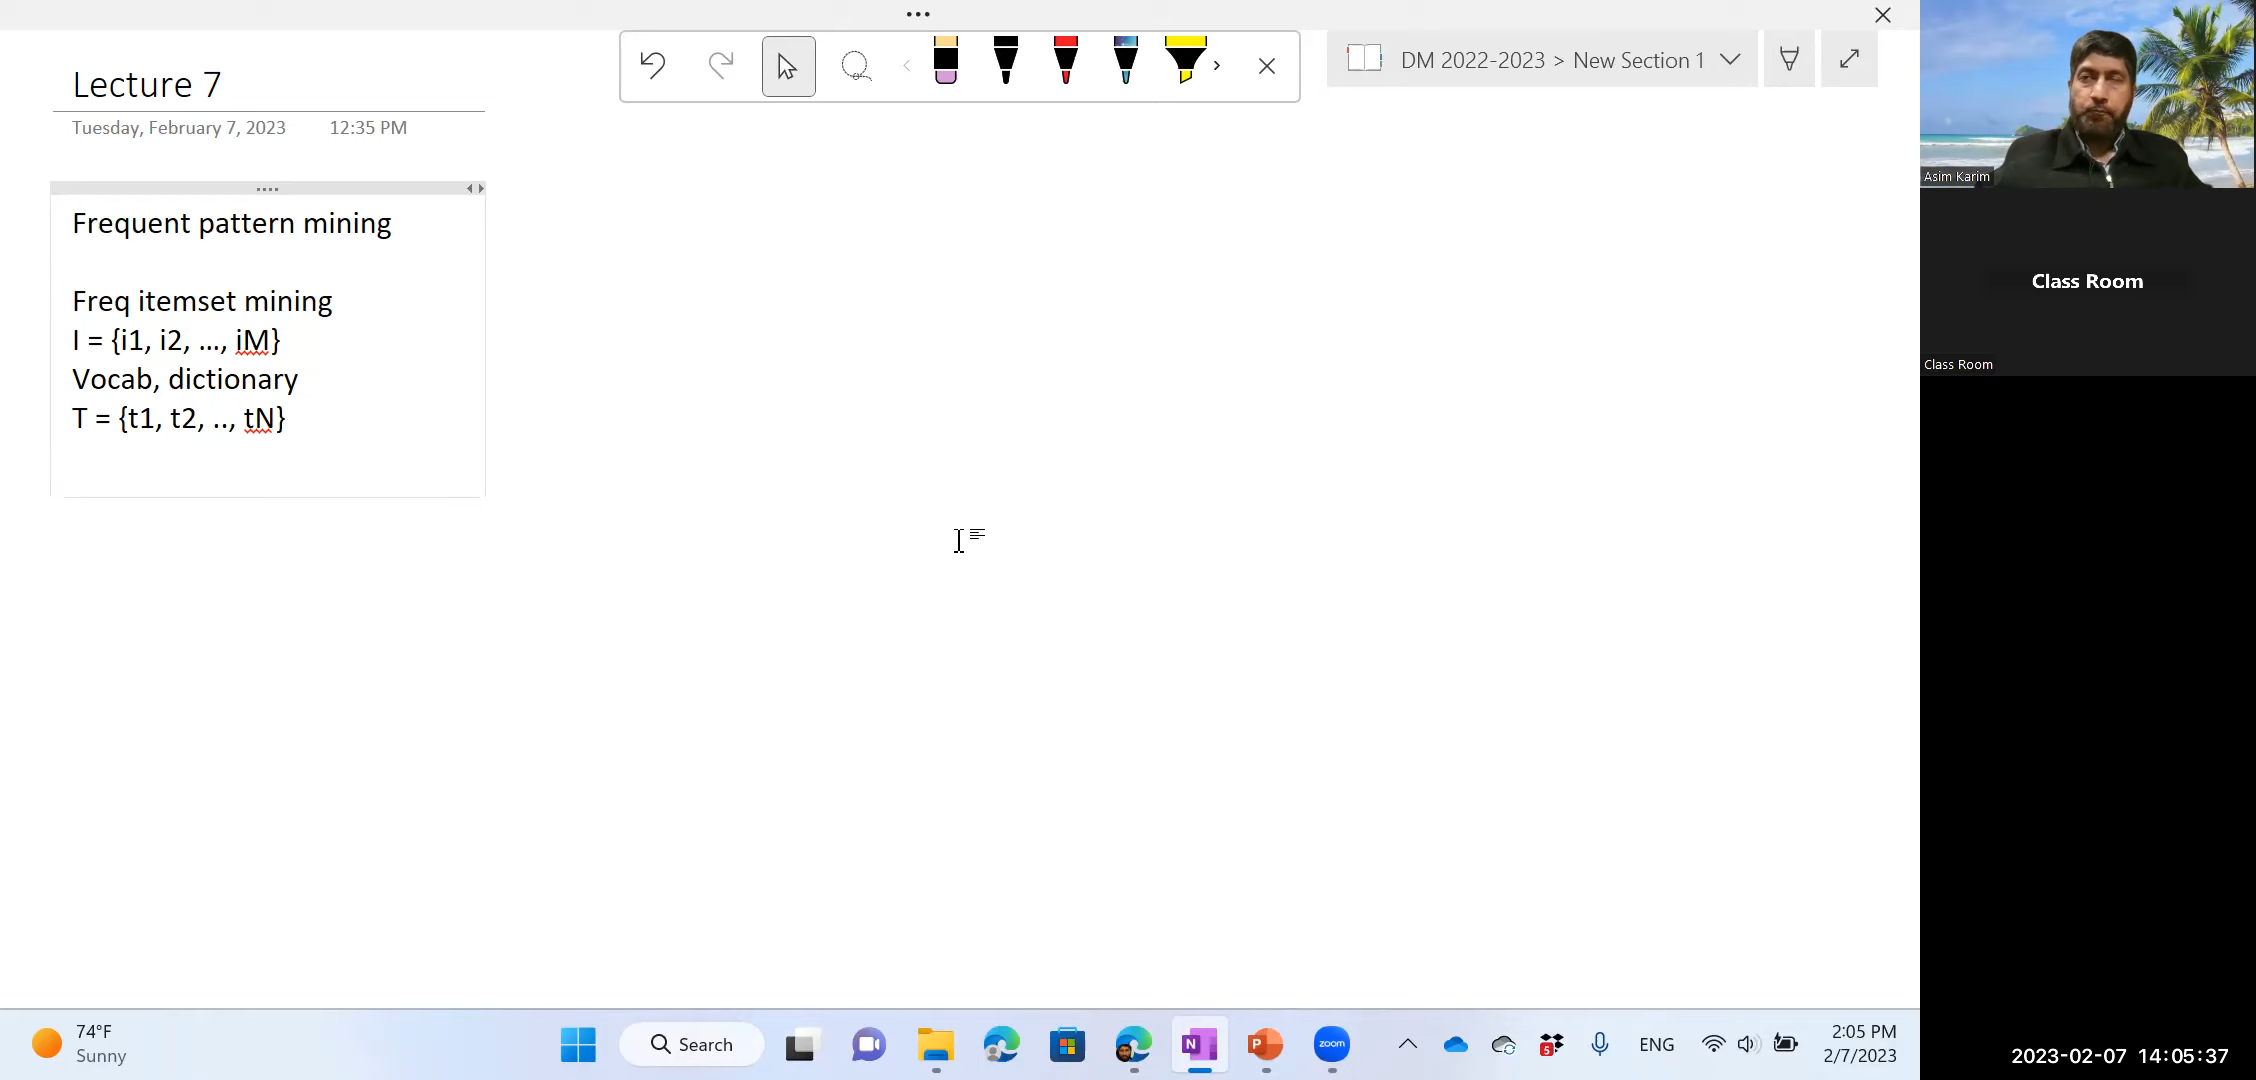 Lecture 7
Tuesday, February 7, 2023 12:35 PM
Frequent pattern mining
Freq itemset mining
I = {i1, i2, ..., iM}
Vocab, dictionary
T = {t1, t2, .., tN}
DM 2022-2023 > New Section 1
Asim Karim
Class Room
Class Room
74°F
Sunny
Search
N
P
zoom
5
ENG
2:05 PM
2/7/2023
2023-02-07 14:05:37